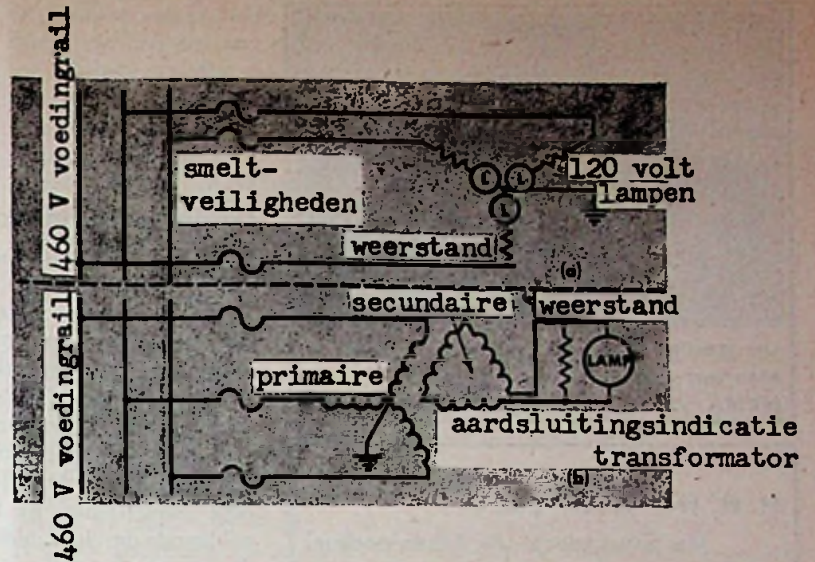 460 V voedingrail
smelt-
veiligheden
L L
L
120 volt
lampen
weerstand
(a)
460 V voedingrail
secundaire
weerstand
primaire
LAMP
aardsluitingsindicatie
transformator
(b)